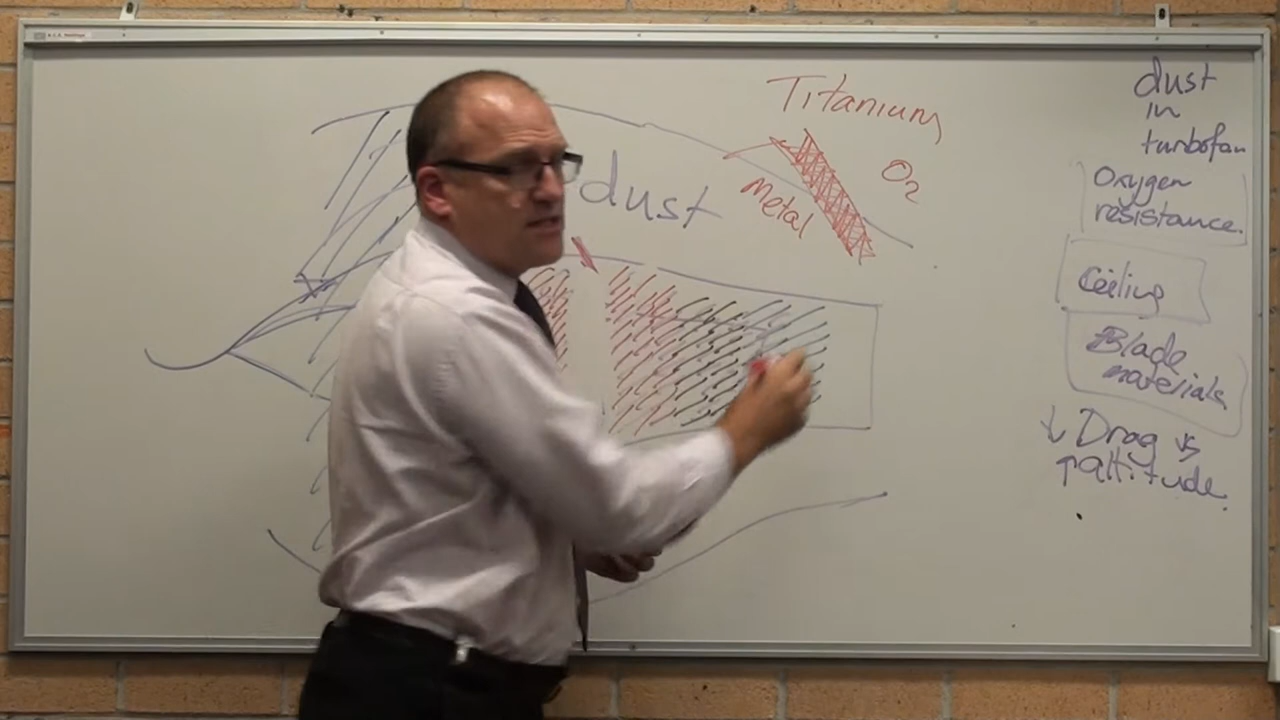 Titanium
O2
dust
metal
dust
in
turbofan
Oxygen
resistance.
Ceiling
Blade
materials
↓ Drag vs
↑altitude.